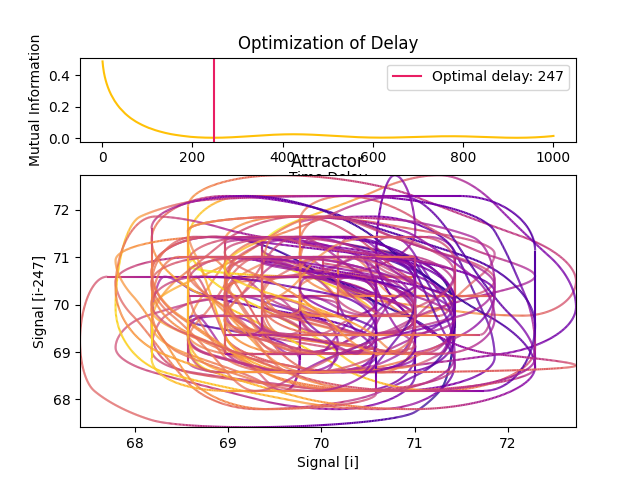 Optimization of Delay
Mutual Information
0.4
0.2
0.0
Optimal delay: 247
0 200 400 600 800 1000
Attractor
Signal [i-247]
72
71
70
69
68
68 69 70 71 72
Signal [i]